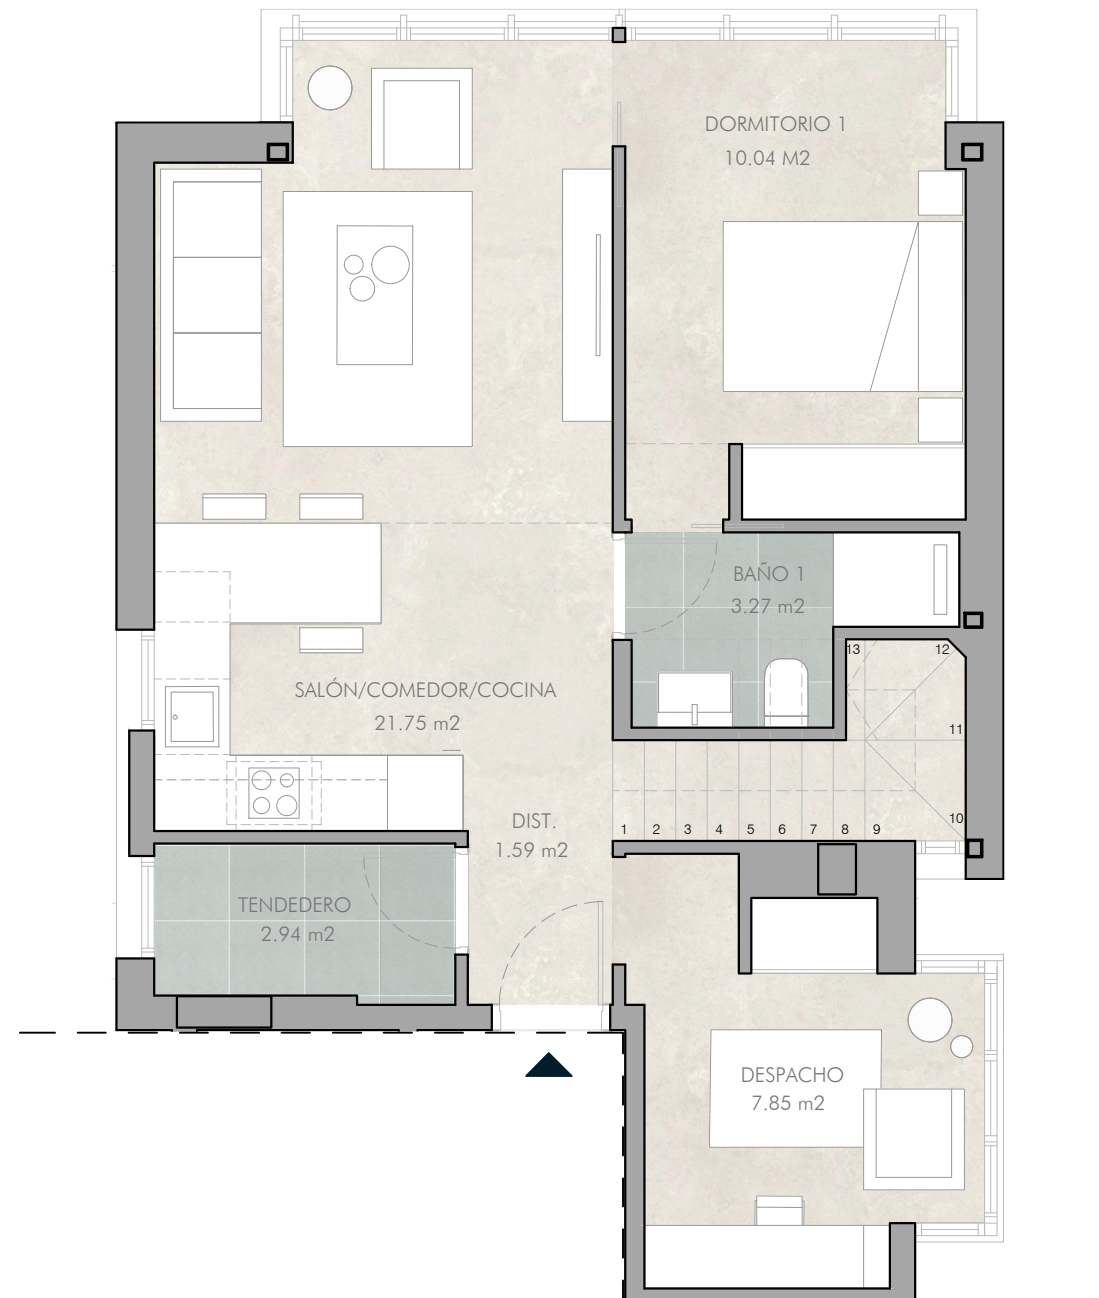 DORMITORIO 1
10.04 M2
BAÑO 1
3.27 m2
13
12
SALÓN/COMEDOR/COCINA
21.75 m2
11
10
DIST.
1.59 m2
1 2 3 4 5 6 7 8 9
TENDEDERO
2.94 m2
DESPACHO
7.85 m2